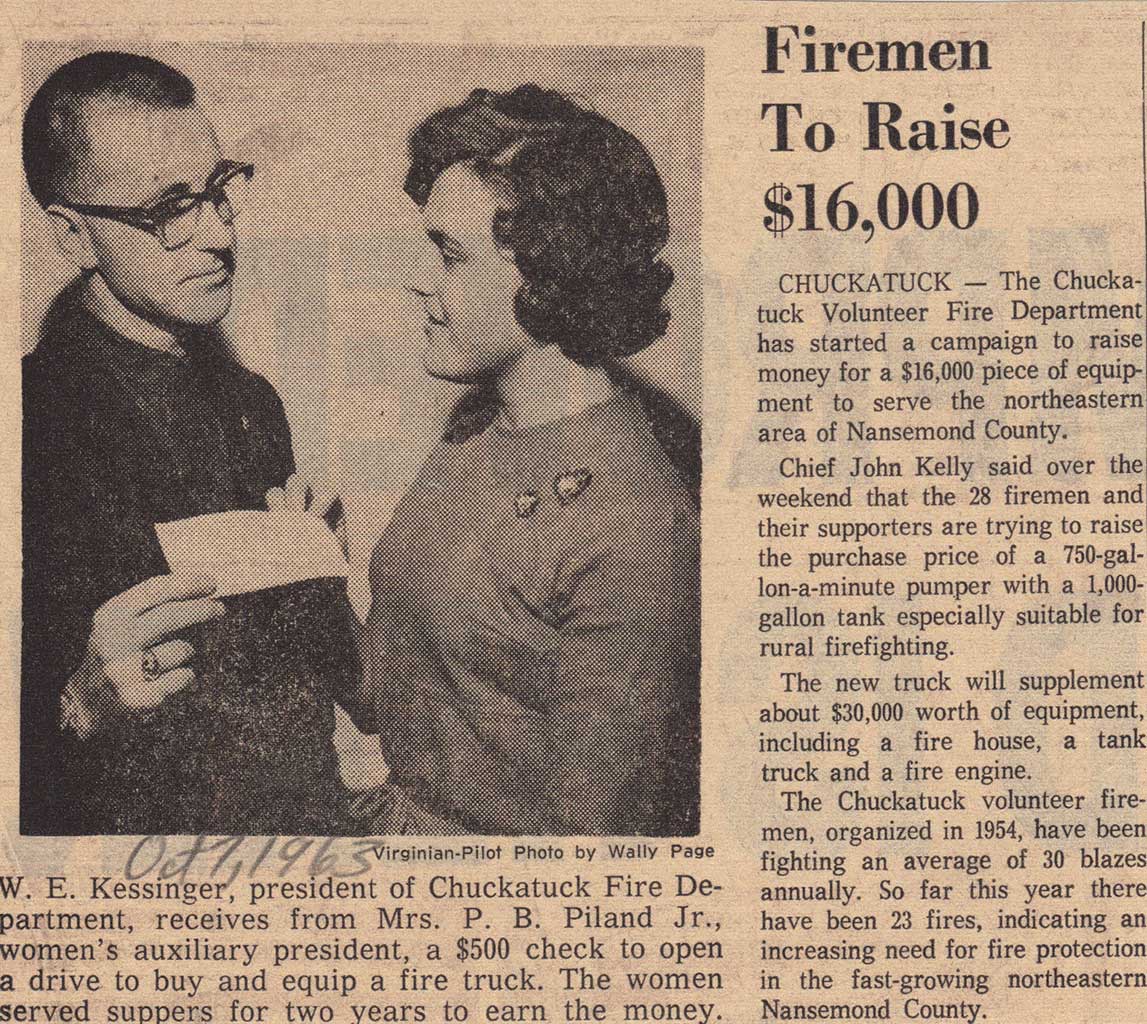 Firemen
To Raise
$16,000
CHUCKATUCK — The Chucka-
tuck Volunteer Fire Department
has started a campaign to raise
money for a $16,000 piece of equip-
ment to serve the northeastern
area of Nansemond County.
Chief John Kelly said over the
weekend that the 28 firemen and
their supporters are trying to raise
the purchase price of a 750-gal-
lon-a-minute pumper with a 1,000-
gallon tank especially suitable for
rural firefighting.
The new truck will supplement
about $30,000 worth of equipment,
including a fire house, a tank
truck and a fire engine.
The Chuckatuck volunteer fire-
men, organized in 1954, have been
fighting an average of 30 blazes
annually. So far this year there
have been 23 fires, indicating an
increasing need for fire protection
in the fast-growing northeastern
Nansemond County.
Oct 7, 1963
Virginian-Pilot Photo by Wally Page
W. E. Kessinger, president of Chuckatuck Fire De-
partment, receives from Mrs. P. B. Piland Jr.,
women's auxiliary president, a $500 check to open
a drive to buy and equip a fire truck. The women
served suppers for two years to earn the money.